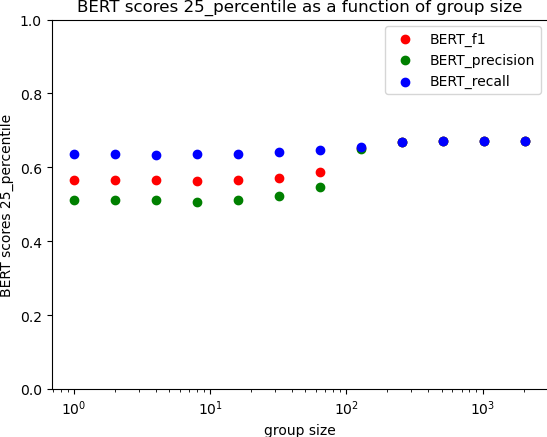 BERT scores 25_percentile as a function of group size
BERT_f1
BERT_precision
BERT_recall
BERT scores 25_percentile
1.0
0.8
0.6
0.4
0.2
0.0
10⁰ 10¹ 10² 10³
group size